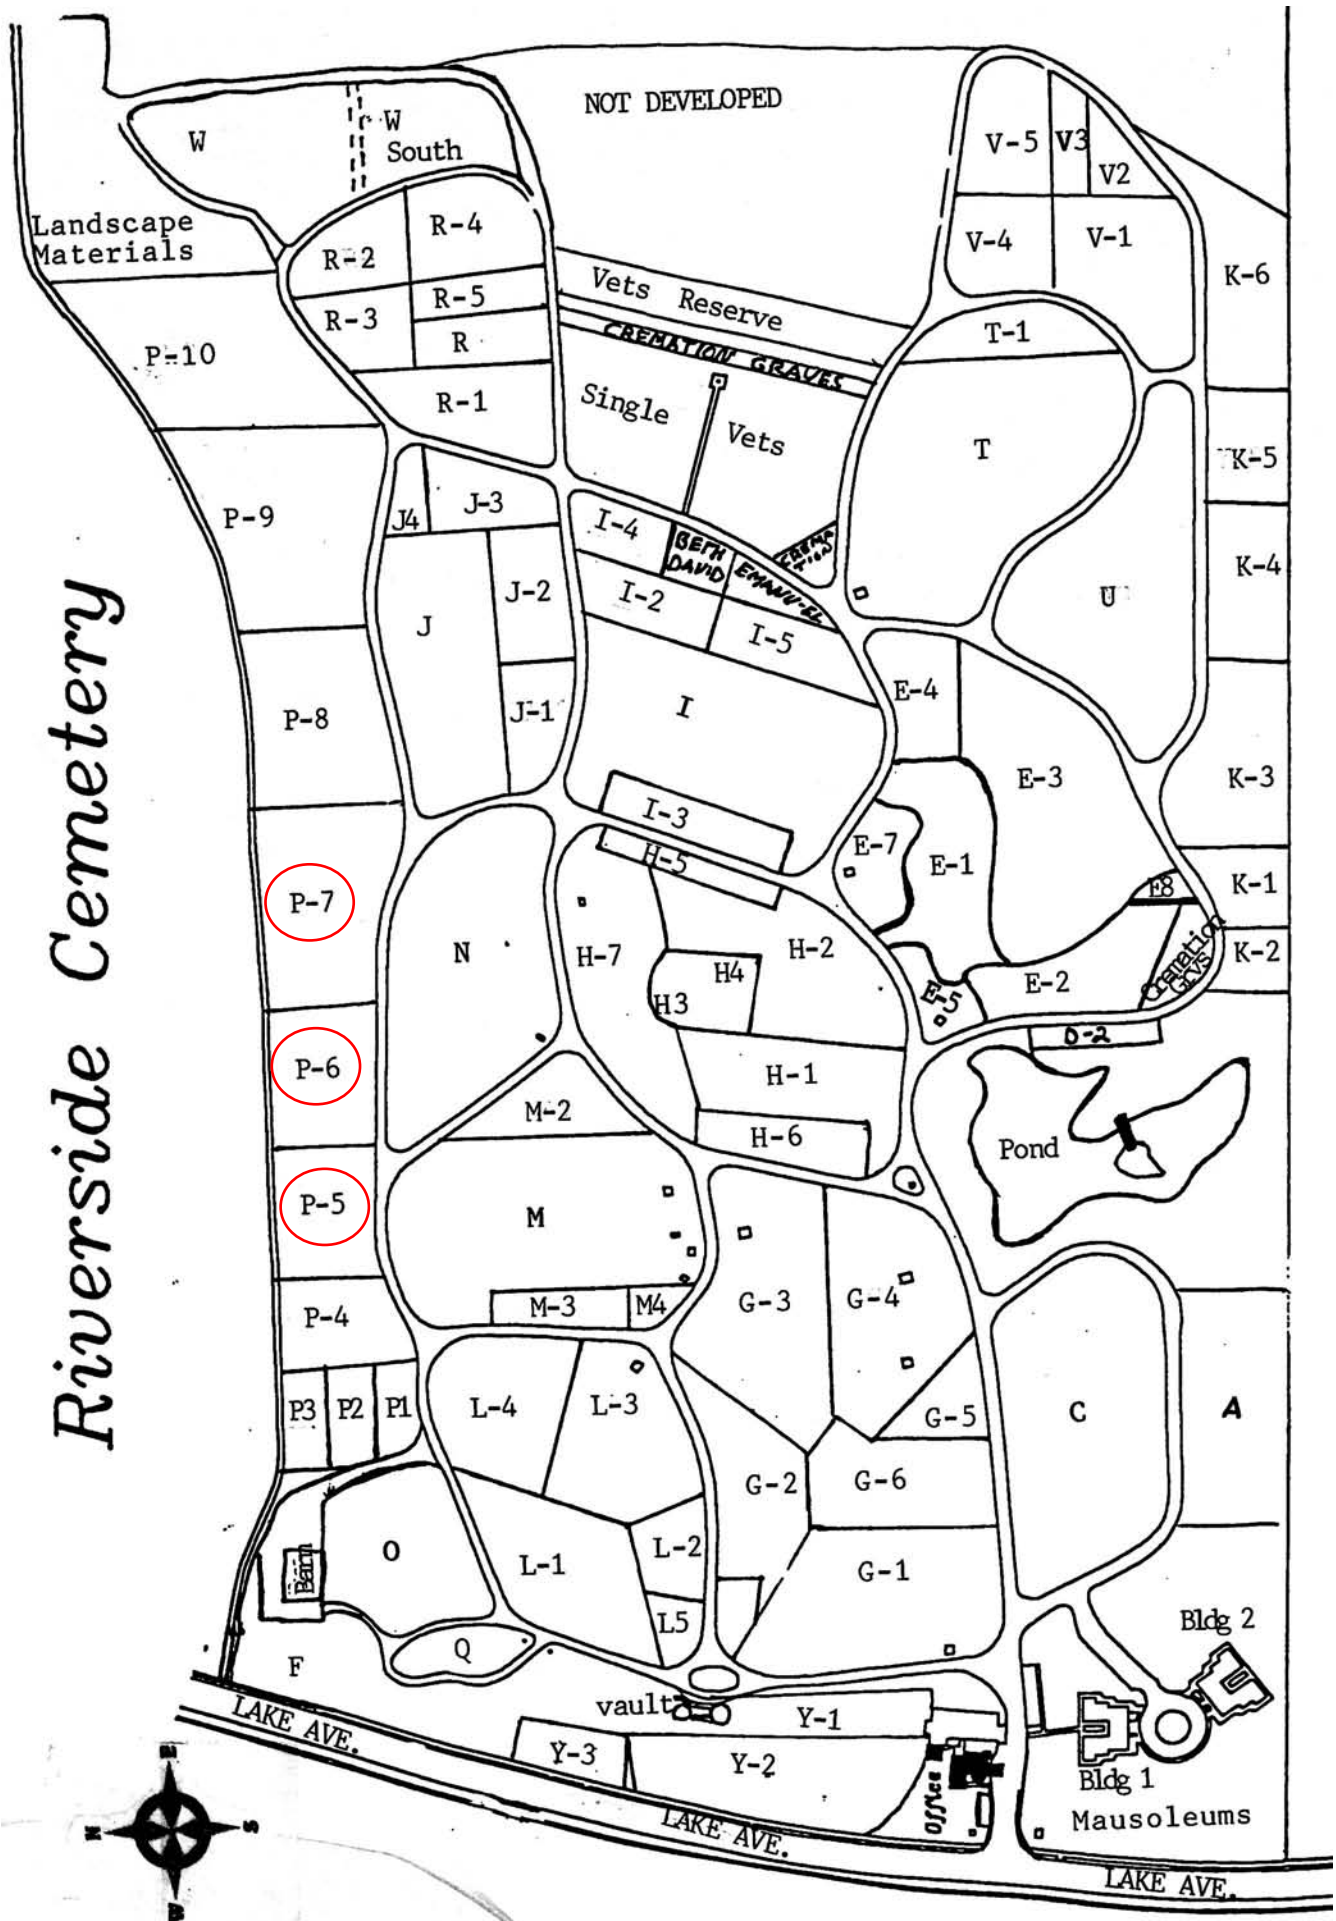 Riverside Cemetery
NOT DEVELOPED
W
W
South
V-5
V3
V2
Landscape
Materials
R-4
R-2
V-4
V-1
K-6
R-5
R-3
R
Vets Reserve
T-1
P-10
CREMATION GRAVES
R-1
Single
Vets
T
K-5
P-9
J4
J-3
I-4
BETH
DAVID
EMANU-EL
CREMA
TION
K-4
J
J-2
I-2
I-5
U
P-8
J-1
I
E-4
E-3
K-3
I-3
H-5
E-7
E-1
E8
K-1
P-7
N
H-7
H-2
H4
H3
E-5
E-2
Cremation
Grvs
K-2
D-2
P-6
H-1
M-2
H-6
Pond
P-5
M
M-3
M4
G-3
G-4
P-4
P3
P2
P1
L-4
L-3
G-5
C
A
G-2
G-6
O
Barn
L-1
L-2
G-1
L5
Bldg 2
Q
F
vault
Y-1
LAKE AVE.
Y-3
Y-2
Office
Bldg 1
Mausoleums
LAKE AVE.
LAKE AVE.
E
N
S
W